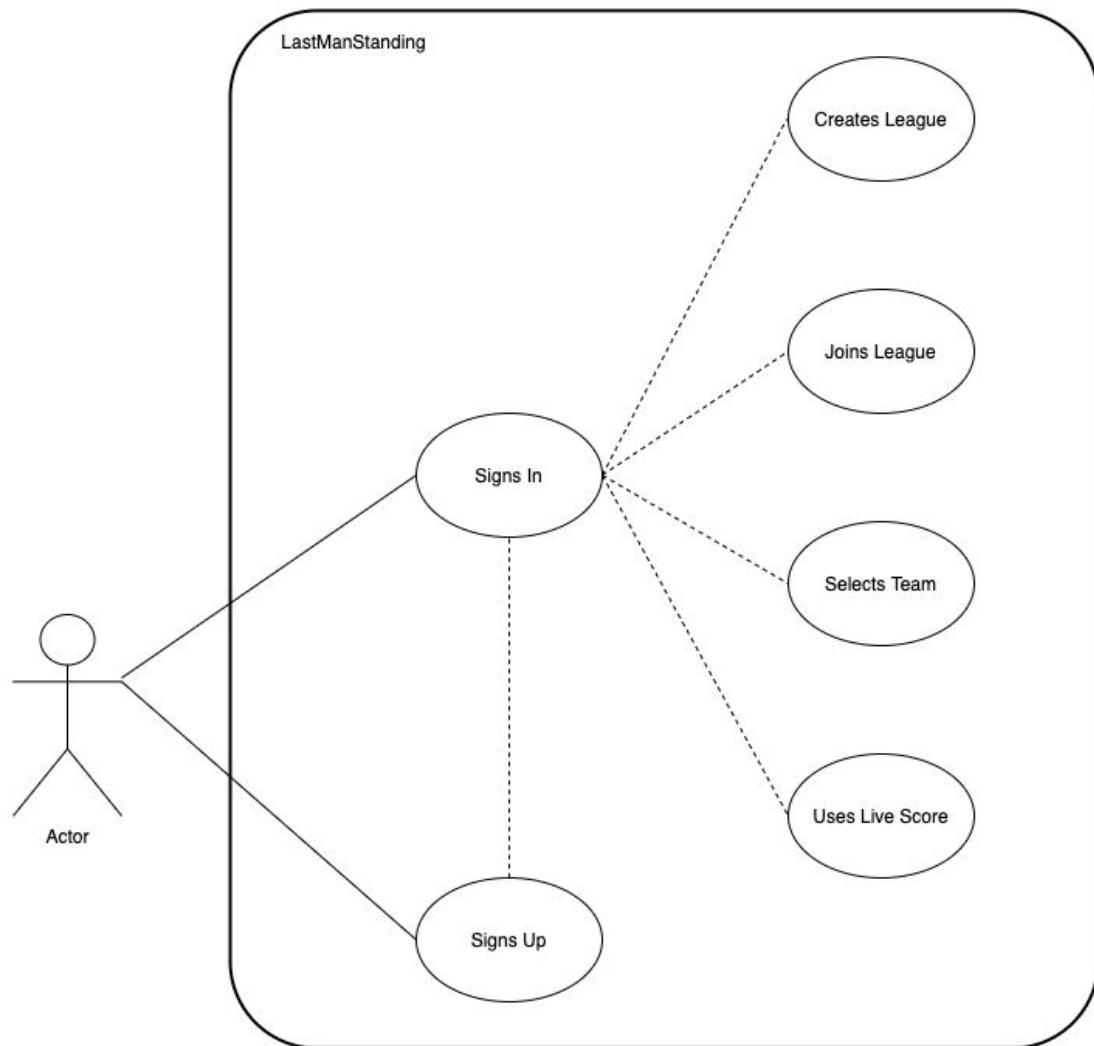 LastManStanding
Creates League
Joins League
Signs In
Selects Team
Uses Live Score
Actor
Signs Up